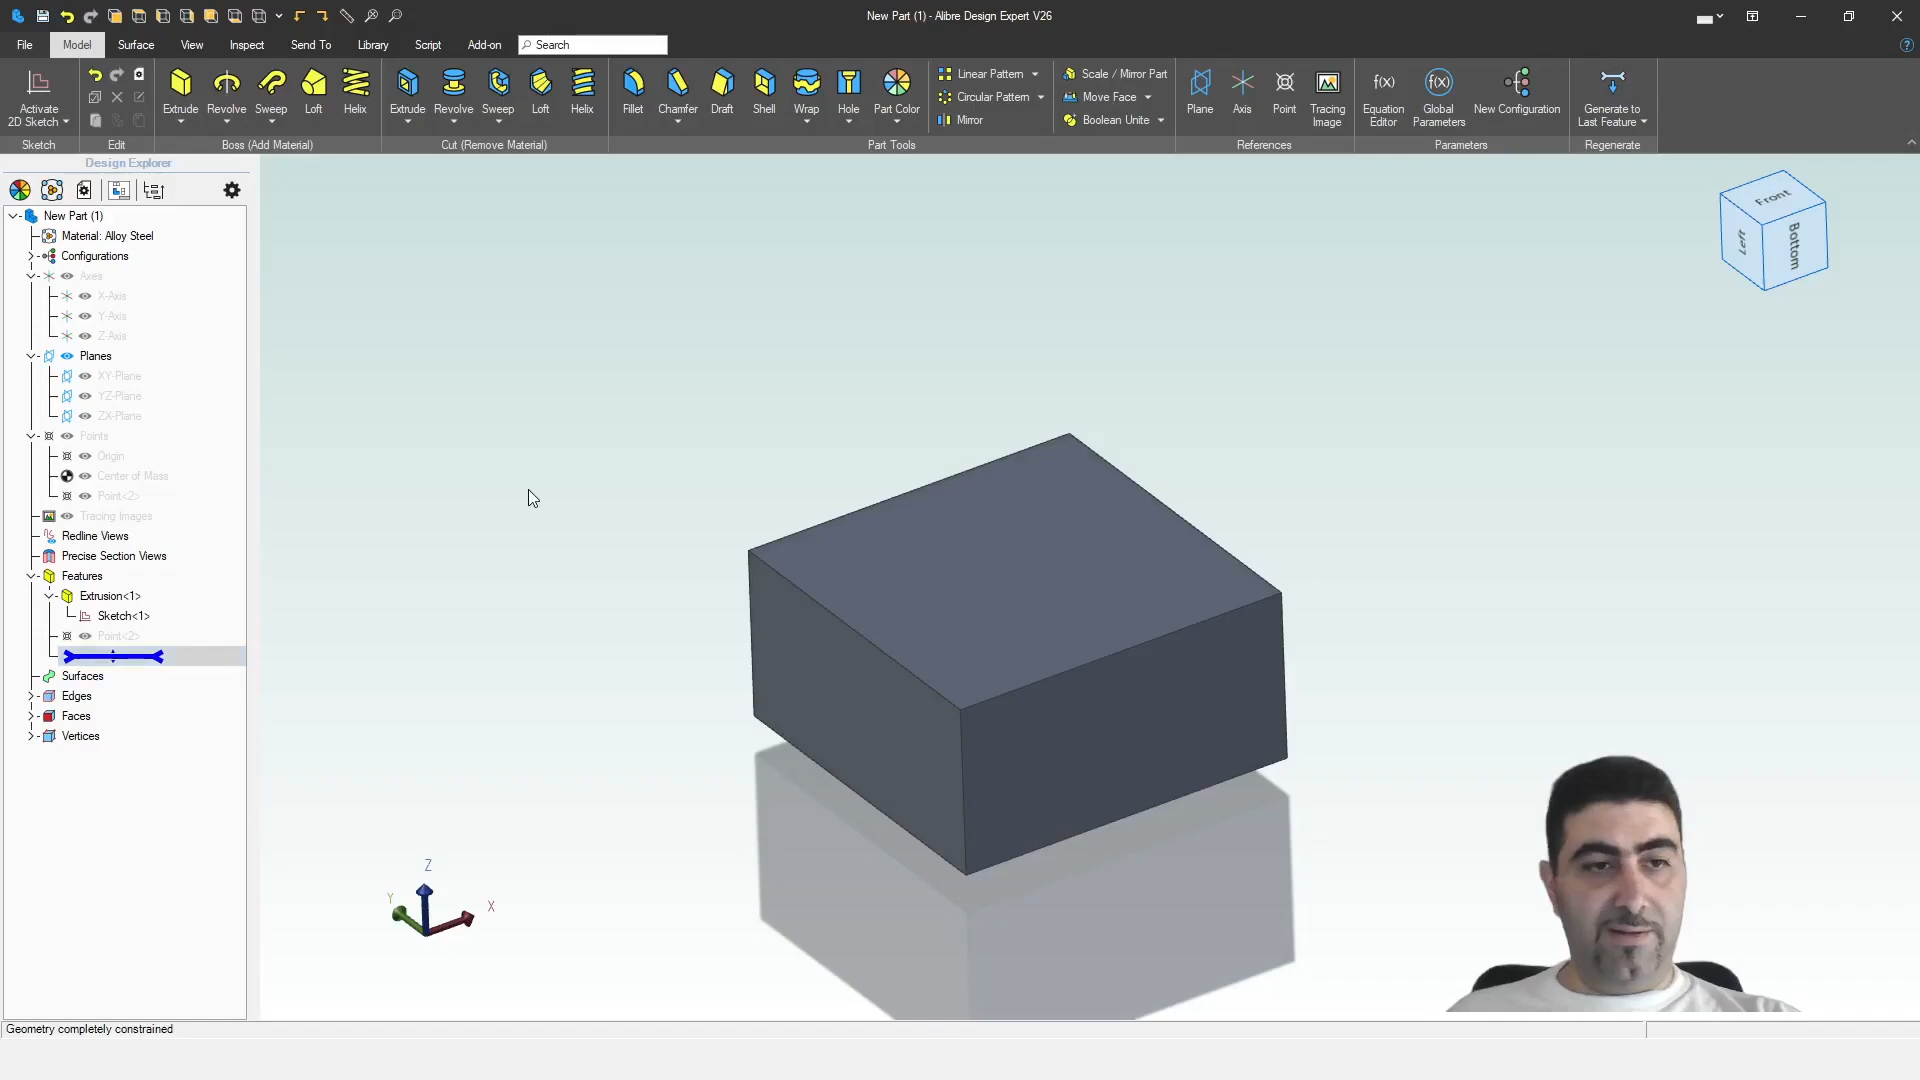 New Part (1) - Alibre Design Expert V26
File Model Surface View Inspect Send To Library Script Add-on Search
Activate
2D Sketch
Extrude Revolve Sweep Loft Helix
Extrude Revolve Sweep Loft Helix
Fillet Chamfer Draft Shell Wrap Hole Part Color
Linear Pattern
Circular Pattern
Mirror
Scale / Mirror Part
Move Face
Boolean Unite
Plane Axis Point Tracing
Image
f(x) Equation
Editor
f(x) Global
Parameters
New Configuration
Generate to
Last Feature
Sketch Edit Boss (Add Material) Cut (Remove Material) Part Tools References Parameters Regenerate
Design Explorer
New Part (1)
Material: Alloy Steel
Configurations
Axes
X-Axis
Y-Axis
Z-Axis
Planes
XY-Plane
YZ-Plane
ZX-Plane
Points
Origin
Center of Mass
Point<2>
Tracing Images
Redline Views
Precise Section Views
Features
Extrusion<1>
Sketch<1>
Point<2>
Surfaces
Edges
Faces
Vertices
Front
Left
Bottom
Z
Y
X
Geometry completely constrained